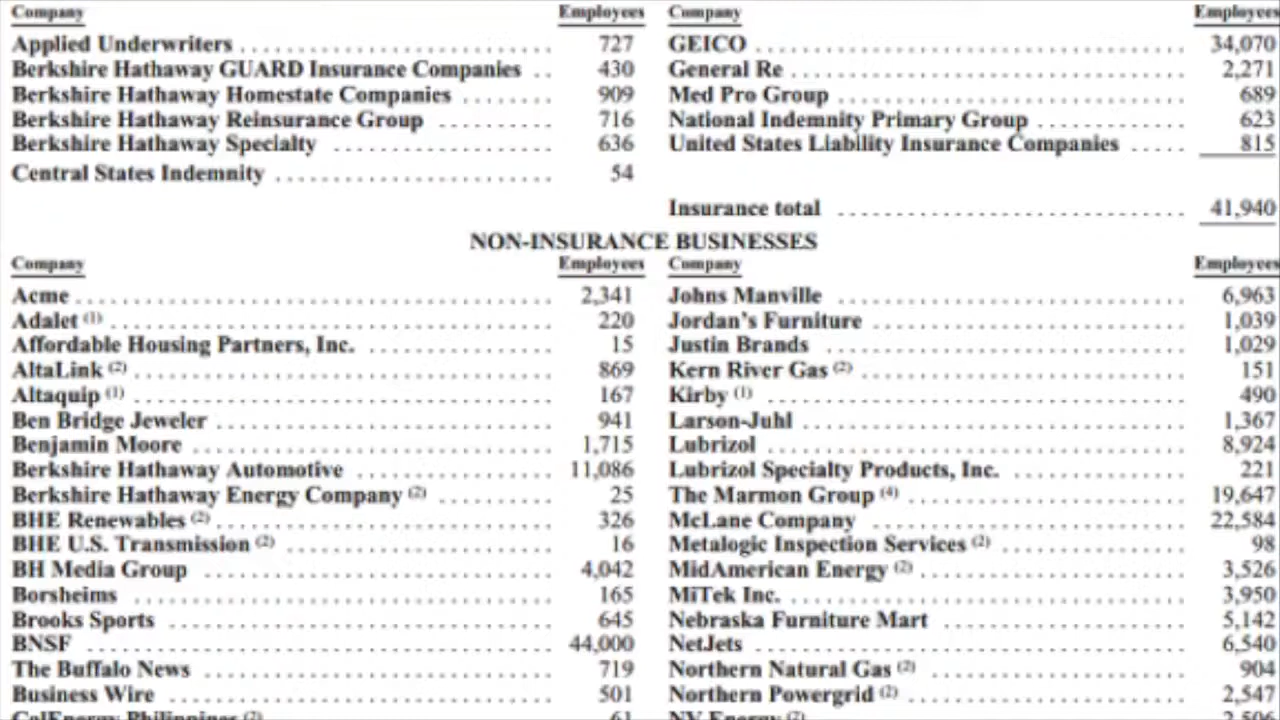 Company Employees Company Employees
Applied Underwriters 727 GEICO 34,070
Berkshire Hathaway GUARD Insurance Companies 430 General Re 2,271
Berkshire Hathaway Homestate Companies 909 Med Pro Group 689
Berkshire Hathaway Reinsurance Group 716 National Indemnity Primary Group 623
Berkshire Hathaway Specialty 636 United States Liability Insurance Companies 815
Central States Indemnity 54
Insurance total 41,940
NON-INSURANCE BUSINESSES
Company Employees Company Employees
Acme 2,341 Johns Manville 6,963
Adalet (1) 220 Jordan's Furniture 1,039
Affordable Housing Partners, Inc. 15 Justin Brands 1,029
AltaLink (2) 869 Kern River Gas (2) 151
Altaquip (1) 167 Kirby (1) 490
Ben Bridge Jeweler 941 Larson-Juhl 1,367
Benjamin Moore 1,715 Lubrizol 8,924
Berkshire Hathaway Automotive 11,086 Lubrizol Specialty Products, Inc. 221
Berkshire Hathaway Energy Company (2) 25 The Marmon Group (4) 19,647
BHE Renewables (2) 326 McLane Company 22,584
BHE U.S. Transmission (2) 16 Metalogic Inspection Services (2) 98
BH Media Group 4,042 MidAmerican Energy (2) 3,526
Borsheims 165 MiTek Inc. 3,950
Brooks Sports 645 Nebraska Furniture Mart 5,142
BNSF 44,000 NetJets 6,540
The Buffalo News 719 Northern Natural Gas (2) 904
Business Wire 501 Northern Powergrid (2) 2,547
CalEnergy Philippines (2) 61 NV Energy (2) 2,506